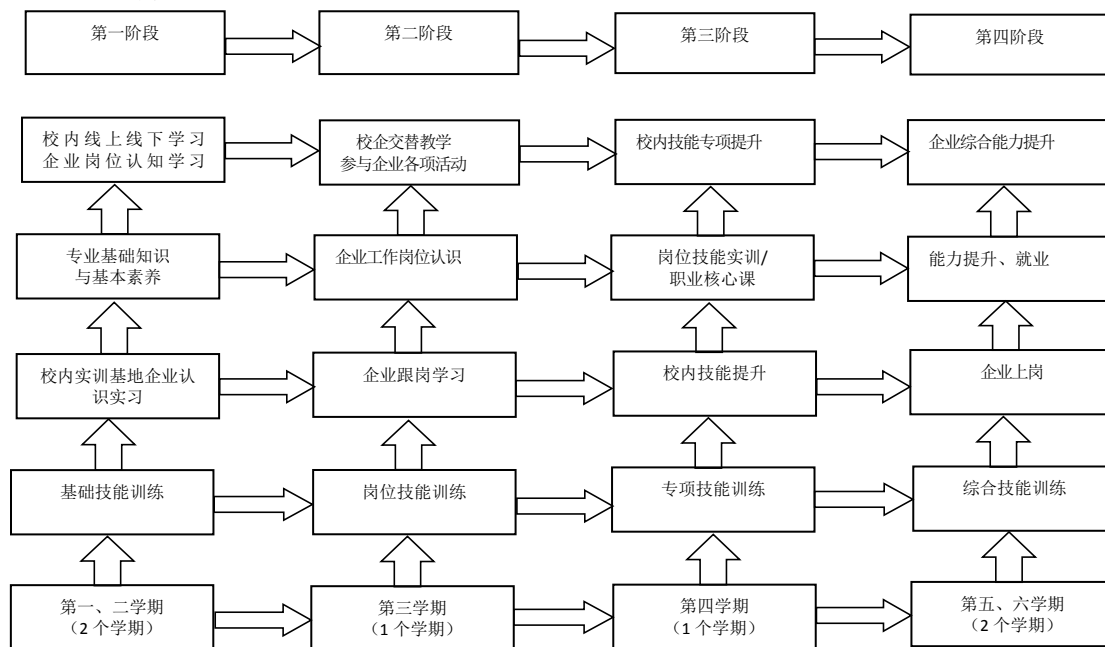 第一阶段
第二阶段
第三阶段
第四阶段
校内线上线下学习
企业岗位认知学习
校企交替教学
参与企业各项活动
校内技能专项提升
企业综合能力提升
专业基础知识
与基本素养
企业工作岗位认识
岗位技能实训/
职业核心课
能力提升、就业
校内实训基地企业认
识实习
企业跟岗学习
校内技能提升
企业上岗
基础技能训练
岗位技能训练
专项技能训练
综合技能训练
第一、二学期
（2 个学期）
第三学期
（1 个学期）
第四学期
（1 个学期）
第五、六学期
（2 个学期）